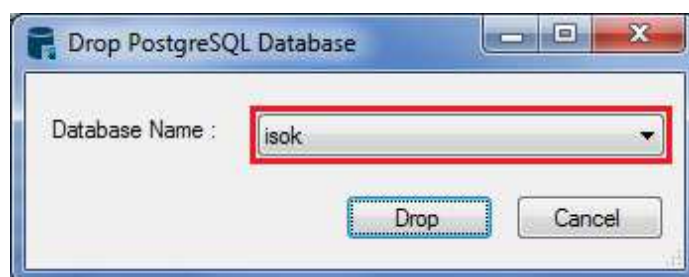 Drop PostgreSQL Database
Database Name :
isok
Drop
Cancel